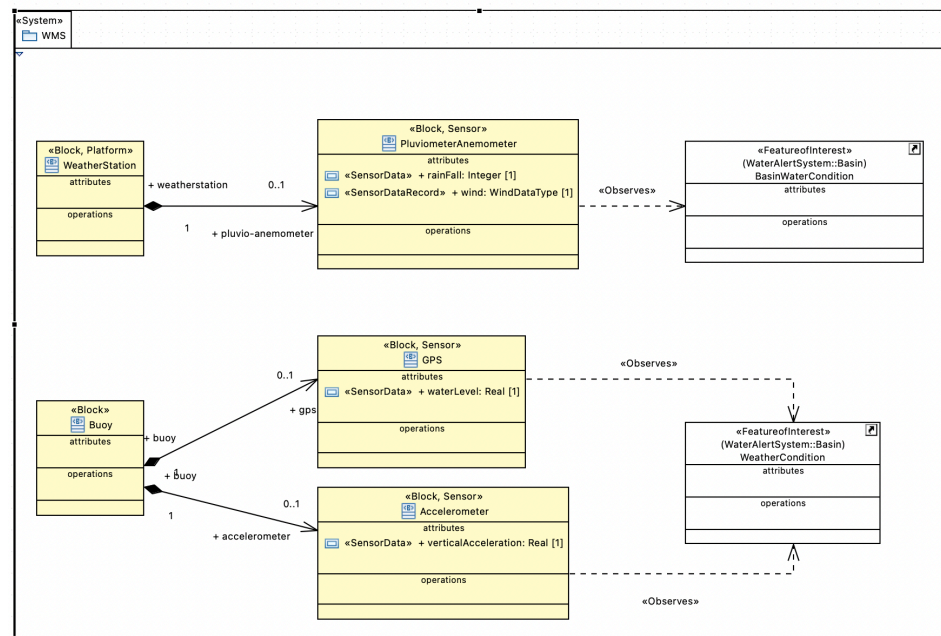 «System»
WMS
«Block, Platform»
WeatherStation
attributes
operations
+ weatherstation
0..1
1
+ pluvio-anemometer
«Block, Sensor»
PluviometerAnemometer
attributes
«SensorData» + rainFall: Integer [1]
«SensorDataRecord» + wind: WindDataType [1]
operations
«Observes»
«FeatureofInterest»
(WaterAlertSystem::Basin)
BasinWaterCondition
attributes
operations
«Block»
Buoy
attributes
operations
+ buoy
0..1
+ gps
1
+ buoy
1
0..1
+ accelerometer
«Block, Sensor»
GPS
attributes
«SensorData» + waterLevel: Real [1]
operations
«Observes»
«Block, Sensor»
Accelerometer
attributes
«SensorData» + verticalAcceleration: Real [1]
operations
«Observes»
«FeatureofInterest»
(WaterAlertSystem::Basin)
WeatherCondition
attributes
operations